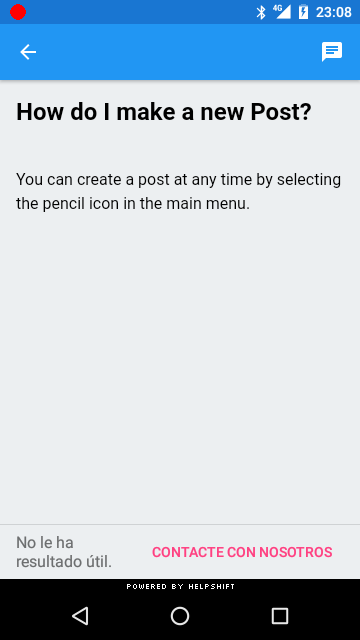 4G 23:08
How do I make a new Post?
You can create a post at any time by selecting
the pencil icon in the main menu.
No le ha
resultado útil.
CONTACTE CON NOSOTROS
POWERED BY HELPSHIFT